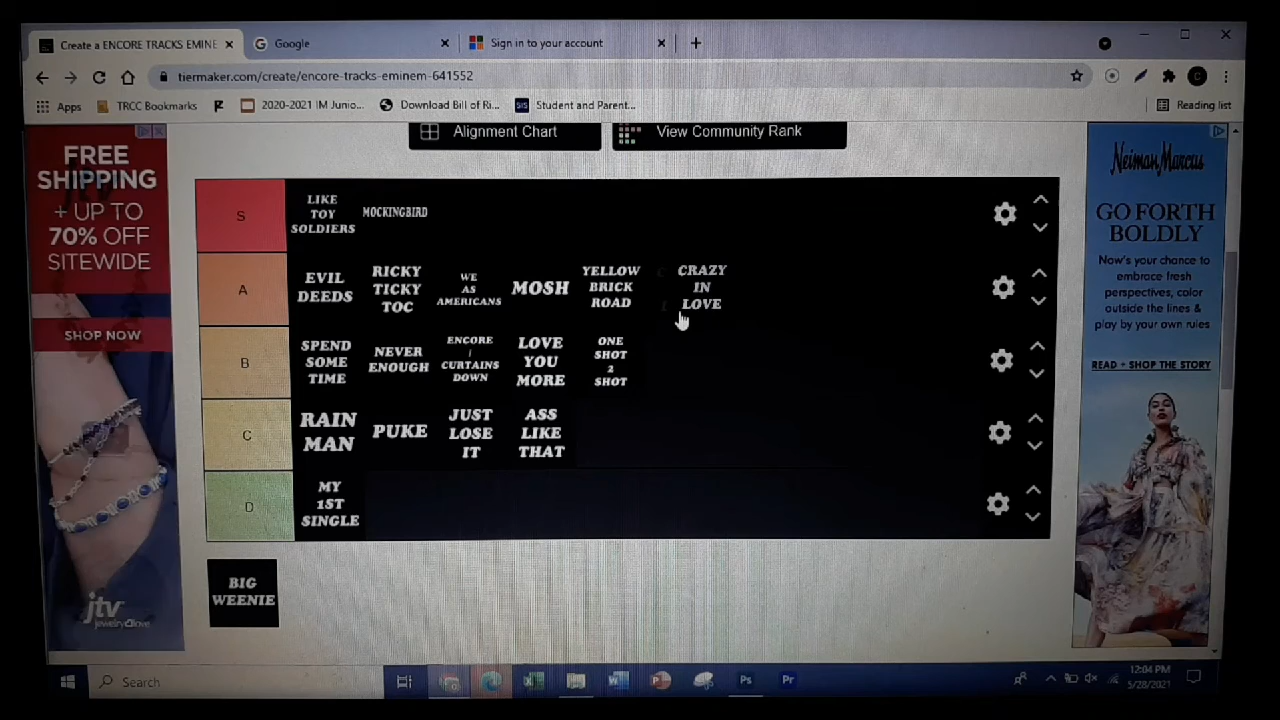 Create a ENCORE TRACKS EMINE
Google
Sign in to your account
tiermaker.com/create/encore-tracks-eminem-641552
Apps
TRCC Bookmarks
2020-2021 IM Junio...
Download Bill of Ri...
SIS
Student and Parent...
Reading list
Alignment Chart
View Community Rank
FREE
SHIPPING
+ UP TO
70% OFF
SITEWIDE
SHOP NOW
jtv
jewelry love
S
LIKE
TOY
SOLDIERS
MOCKINGBIRD
A
EVIL
DEEDS
RICKY
TICKY
TOC
WE
AS
AMERICANS
MOSH
YELLOW
BRICK
ROAD
CRAZY
IN
LOVE
B
SPEND
SOME
TIME
NEVER
ENOUGH
ENCORE
/
CURTAINS
DOWN
LOVE
YOU
MORE
ONE
SHOT
2
SHOT
C
RAIN
MAN
PUKE
JUST
LOSE
IT
ASS
LIKE
THAT
D
MY
1ST
SINGLE
BIG
WEENIE
Neiman Marcus
GO FORTH
BOLDLY
Now's your chance to
embrace fresh
perspectives, color
outside the lines &
play by your own rules
READ + SHOP THE STORY
Search
Ps
Pr
12:04 PM
5/28/2021